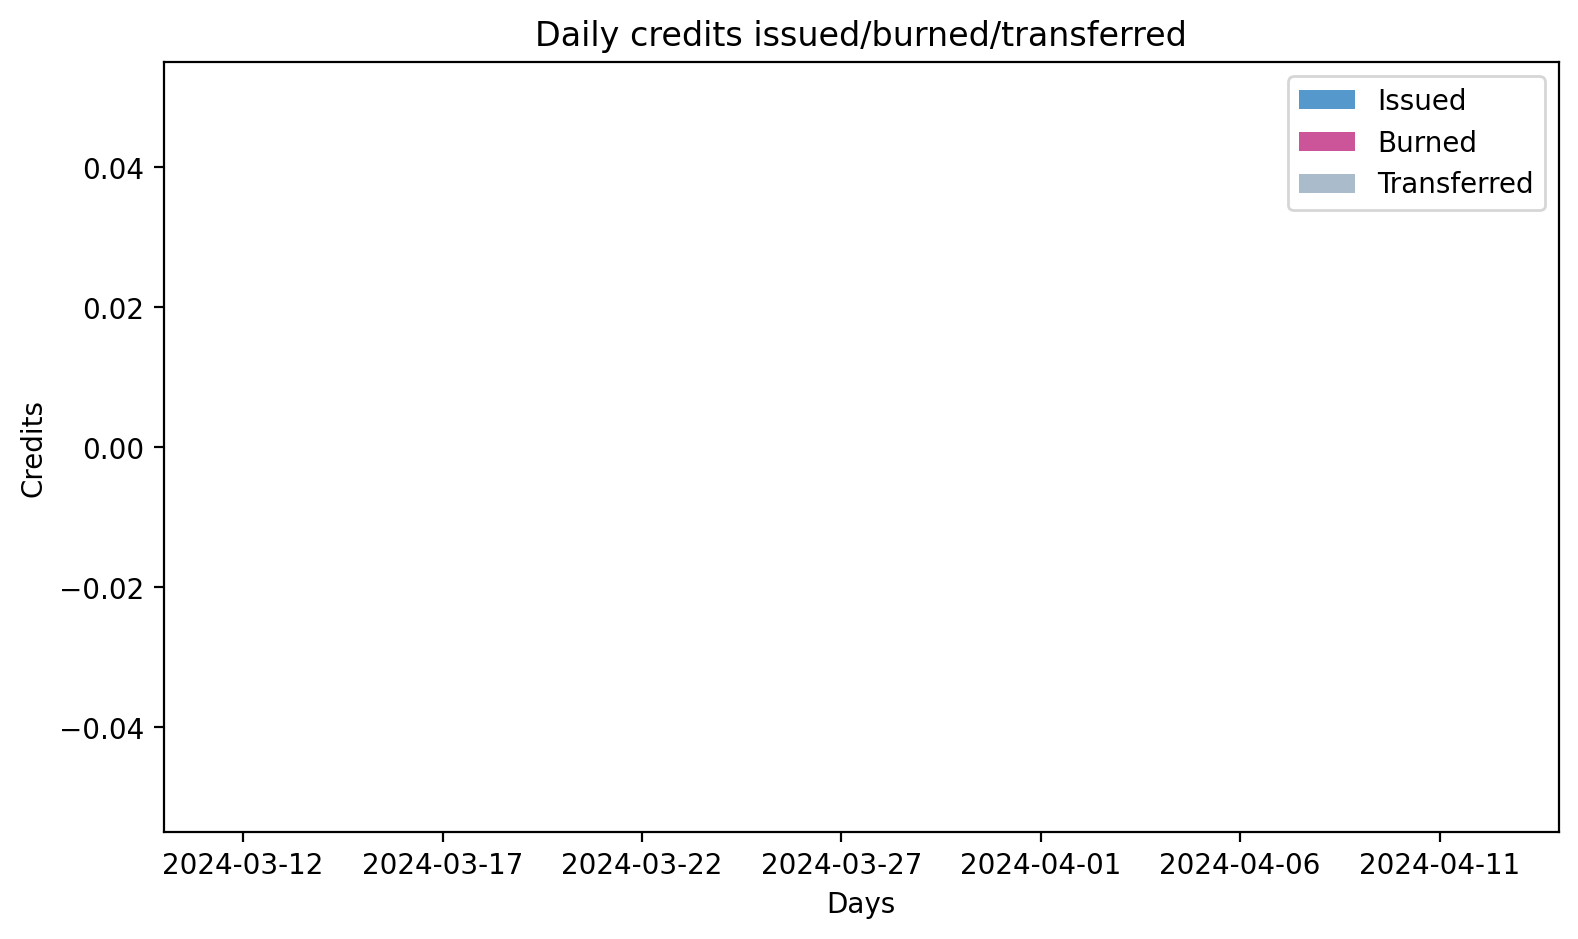 Daily credits issued/burned/transferred
Issued
Burned
Transferred
Credits
0.04
0.02
0.00
−0.02
−0.04
2024-03-12 2024-03-17 2024-03-22 2024-03-27 2024-04-01 2024-04-06 2024-04-11
Days